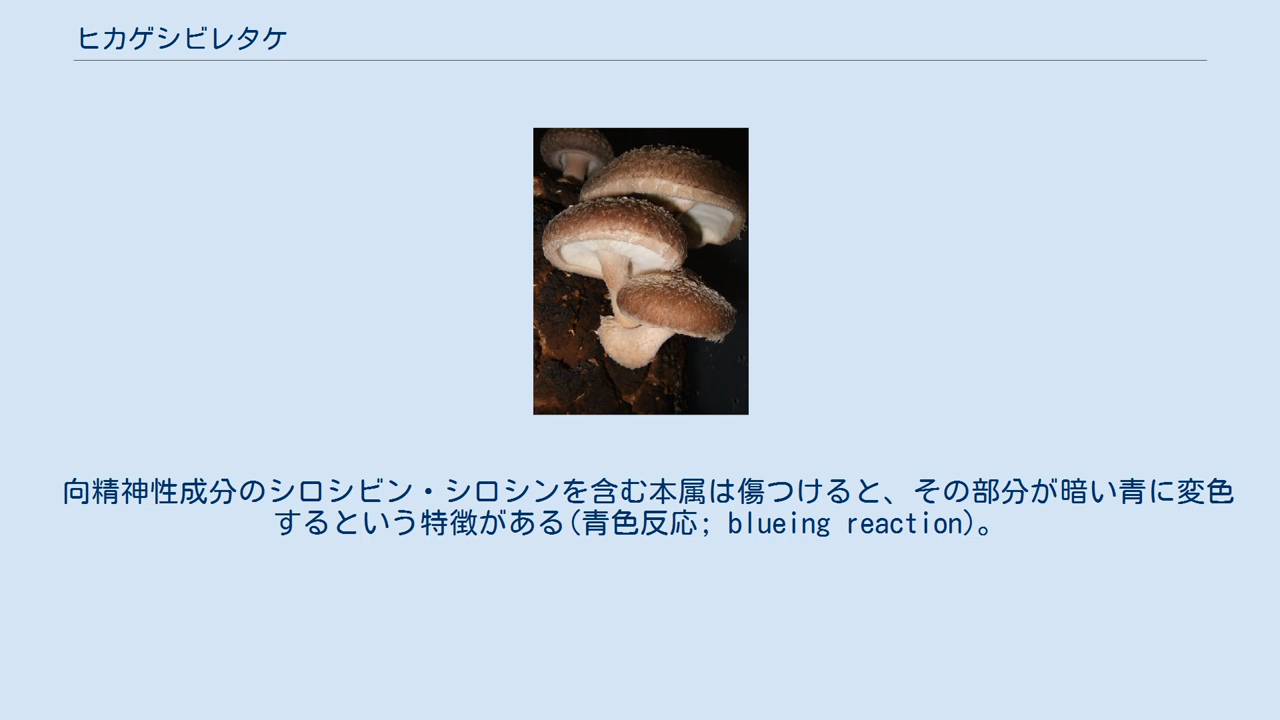 ヒカゲシビレタケ
向精神性成分のシロシビン・シロシンを含む本属は傷つけると、その部分が暗い青に変色
するという特徴がある(青色反応; blueing reaction)。